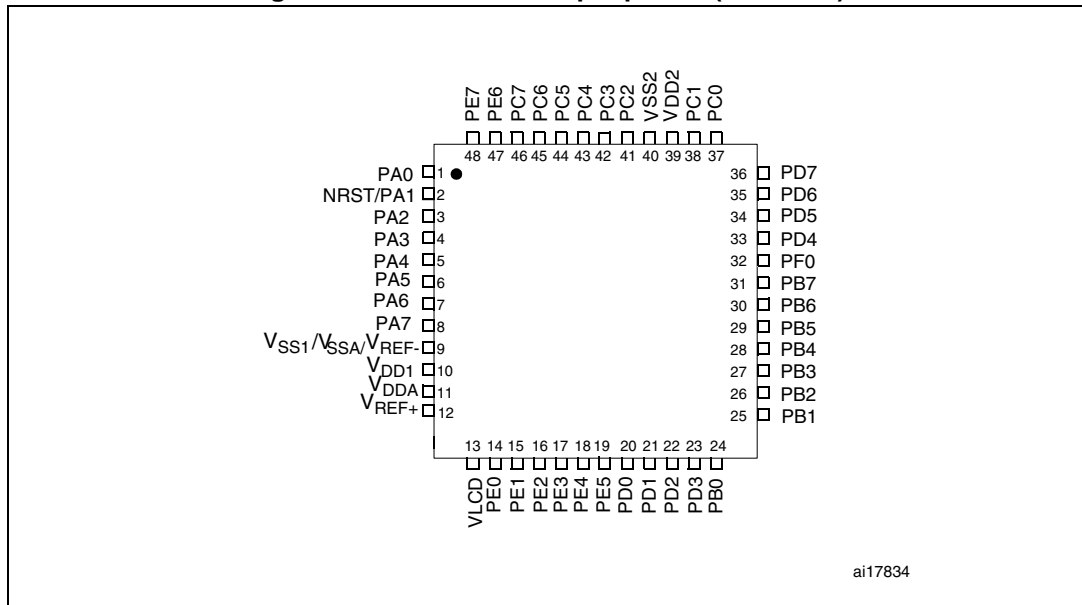 PE7 PE6 PC7 PC6 PC5 PC4 PC3 PC2 VSS2 VDD2 PC1 PC0
48 47 46 45 44 43 42 41 40 39 38 37
PA0 1 36 PD7
NRST/PA1 2 35 PD6
PA2 3 34 PD5
PA3 4 33 PD4
PA4 5 32 PF0
PA5 6 31 PB7
PA6 7 30 PB6
PA7 8 29 PB5
VSS1/VSSA/VREF- 9 28 PB4
VDD1 10 27 PB3
VDDA 11 26 PB2
VREF+ 12 25 PB1
13 14 15 16 17 18 19 20 21 22 23 24
VLCD PE0 PE1 PE2 PE3 PE4 PE5 PD0 PD1 PD2 PD3 PB0
ai17834